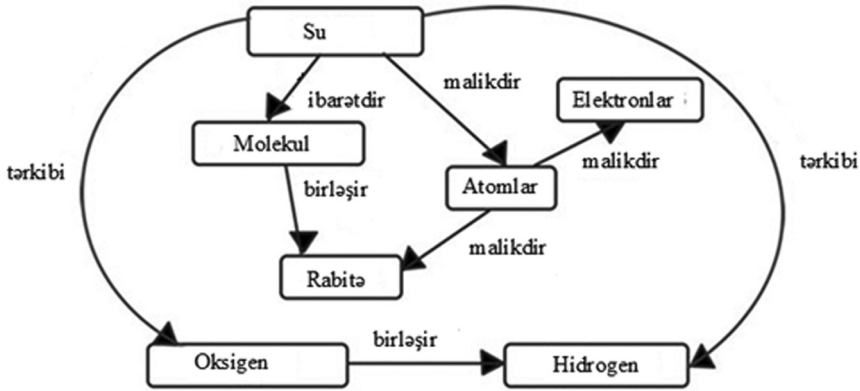 Su
ibarətdir
malikdir
Elektronlar
Molekul
malikdir
tərkibi
tərkibi
birləşir
Atomlar
malikdir
Rabitə
birləşir
Oksigen
Hidrogen